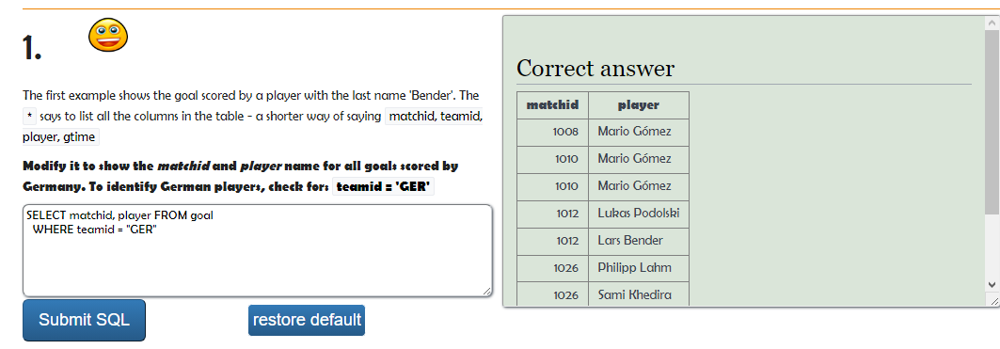 1.
The first example shows the goal scored by a player with the last name 'Bender'. The
* says to list all the columns in the table - a shorter way of saying matchid, teamid,
player, gtime
Modify it to show the matchid and player name for all goals scored by
Germany. To identify German players, check for: teamid = 'GER'
SELECT matchid, player FROM goal
WHERE teamid = "GER"
Submit SQL
restore default
Correct answer
matchid player
1008 Mario Gómez
1010 Mario Gómez
1010 Mario Gómez
1012 Lukas Podolski
1012 Lars Bender
1026 Philipp Lahm
1026 Sami Khedira